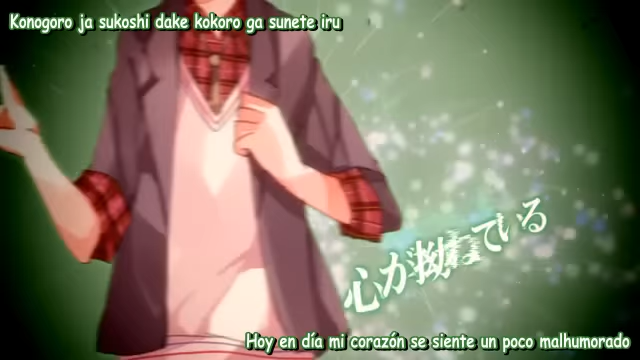 Konogoro ja sukoshi dake kokoro ga sunete iru
心が拗ねている
Hoy en día mi corazón se siente un poco malhumorado